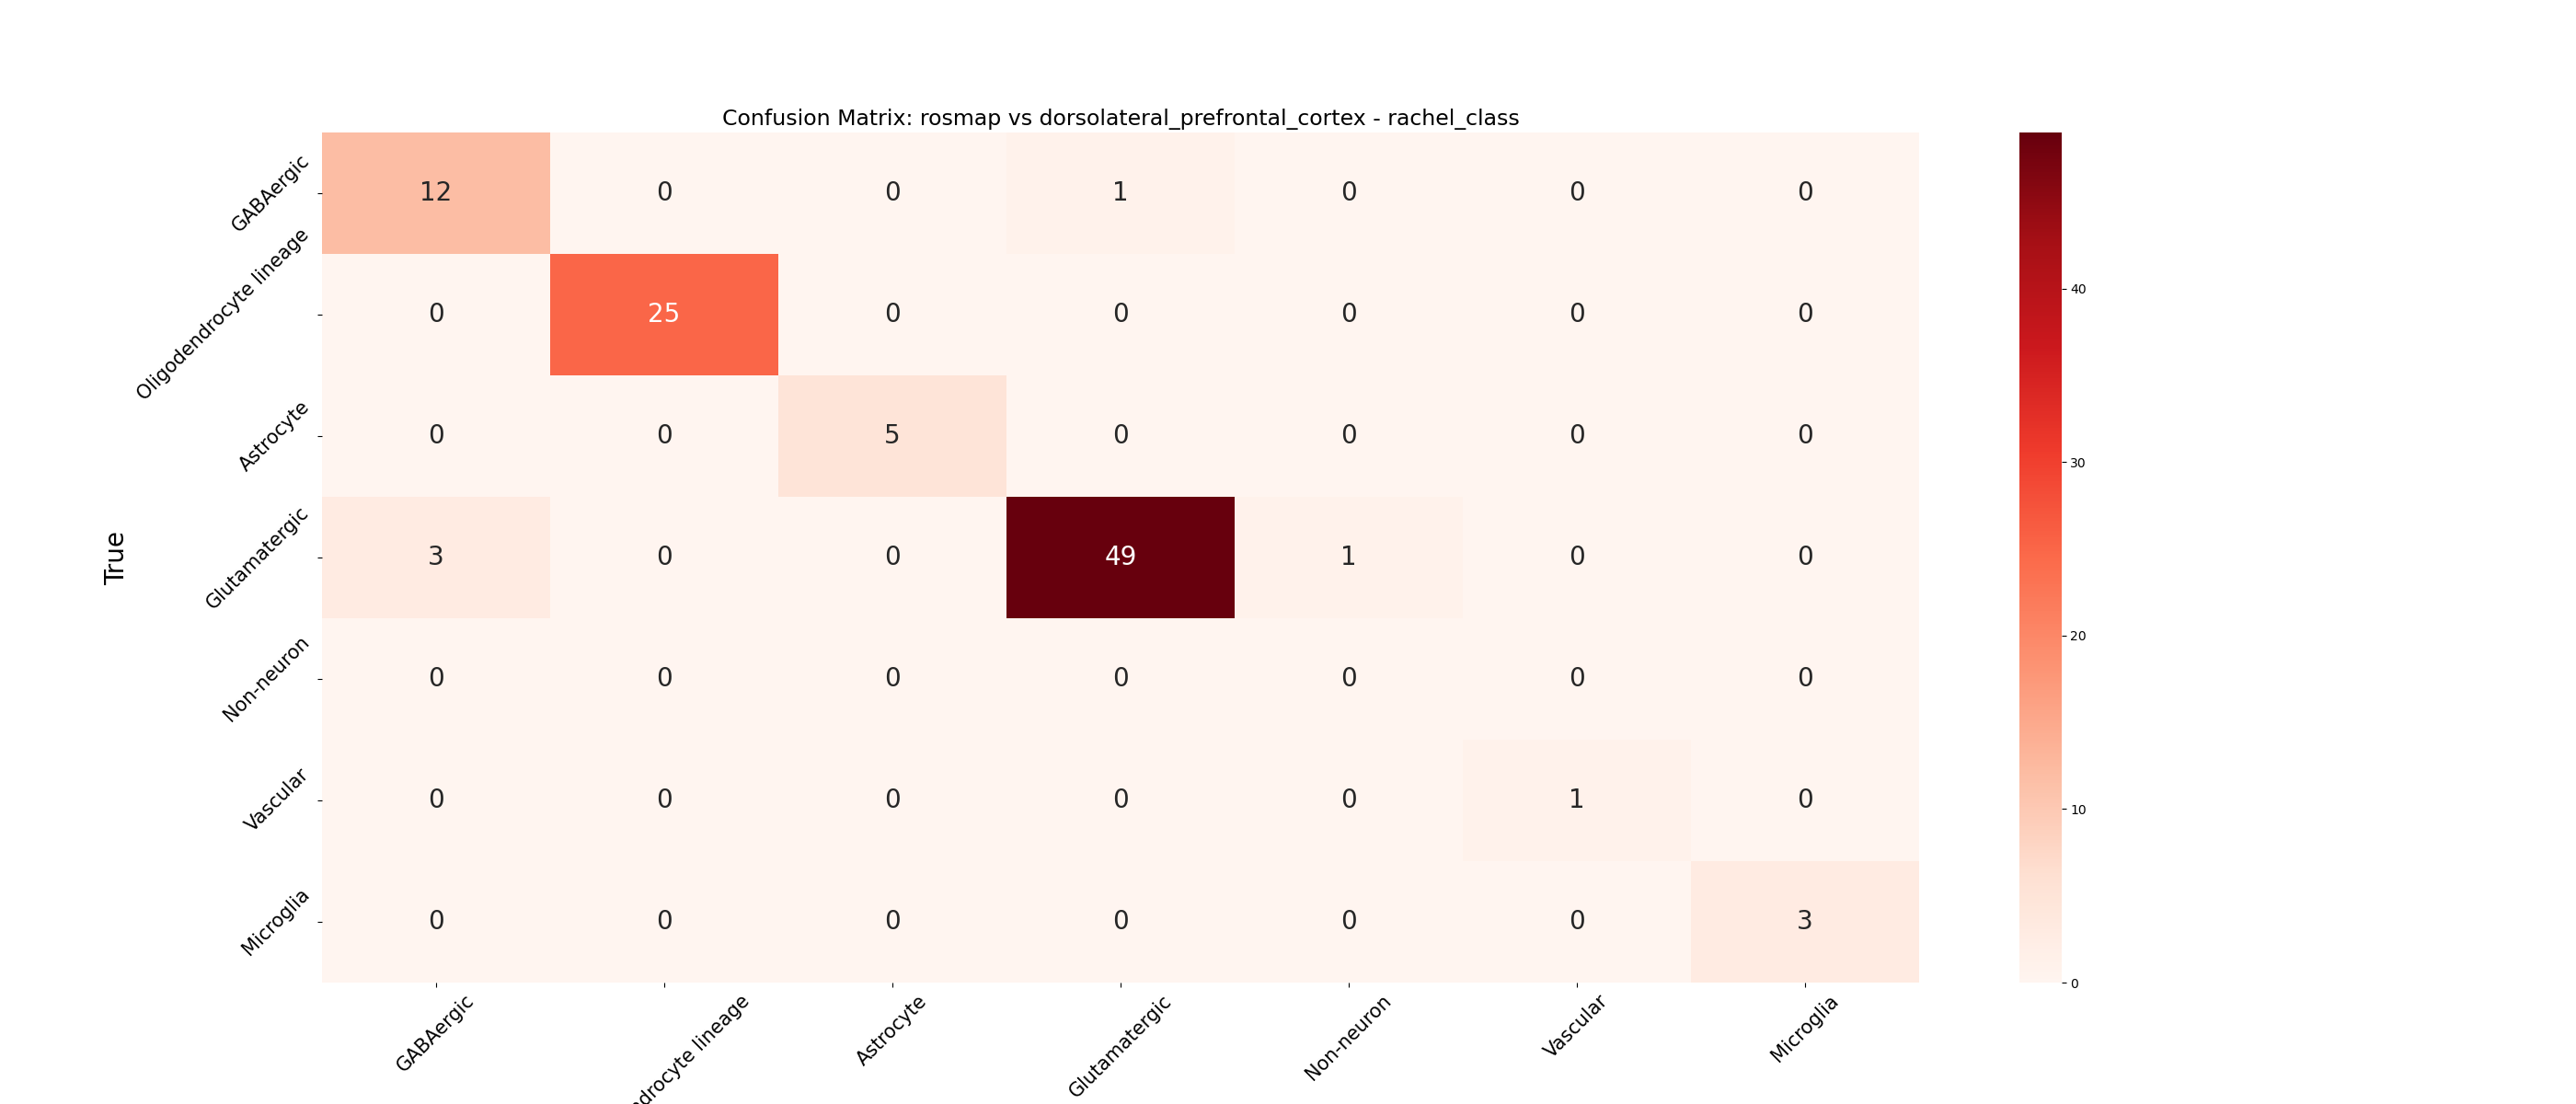 Confusion Matrix: rosmap vs dorsolateral_prefrontal_cortex - rachel_class
GABAergic 12 0 0 1 0 0 0
Oligodendrocyte lineage 0 25 0 0 0 0 0
Astrocyte 0 0 5 0 0 0 0
Glutamatergic 3 0 0 49 1 0 0
Non-neuron 0 0 0 0 0 0 0
Vascular 0 0 0 0 0 1 0
Microglia 0 0 0 0 0 0 3
True
GABAergic ndrocyte lineage Astrocyte Glutamatergic Non-neuron Vascular Microglia
40
30
20
10
0